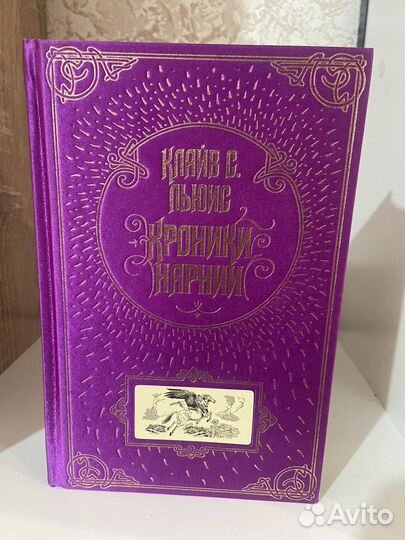 Клайв С.
Льюис
Хроники
Нарнии
Avito